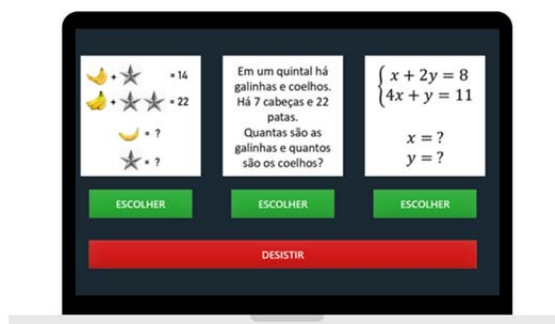 + = 14
+ = 22
= ?
= ?
Em um quintal há
galinhas e coelhos.
Há 7 cabeças e 22
patas.
Quantas são as
galinhas e quantos
são os coelhos?
x + 2y = 8
4x + y = 11
x = ?
y = ?
ESCOLHER
ESCOLHER
ESCOLHER
DESISTIR